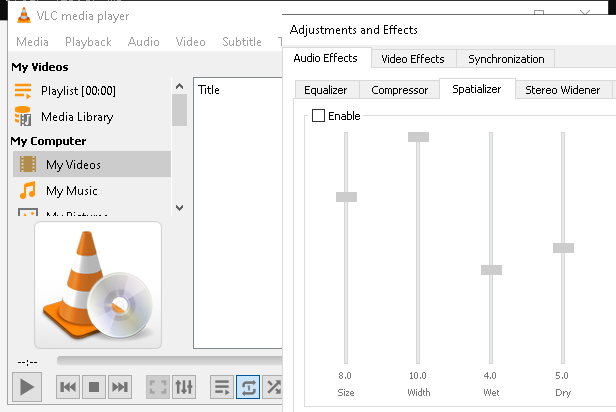 VLC media player
Media Playback Audio Video Subtitle
My Videos
Playlist [00:00]
Media Library
My Computer
My Videos
My Music
My Pictures
Title
--:--
Adjustments and Effects
Audio Effects Video Effects Synchronization
Equalizer Compressor Spatializer Stereo Widener
Enable
8.0 10.0 4.0 5.0
Size Width Wet Dry